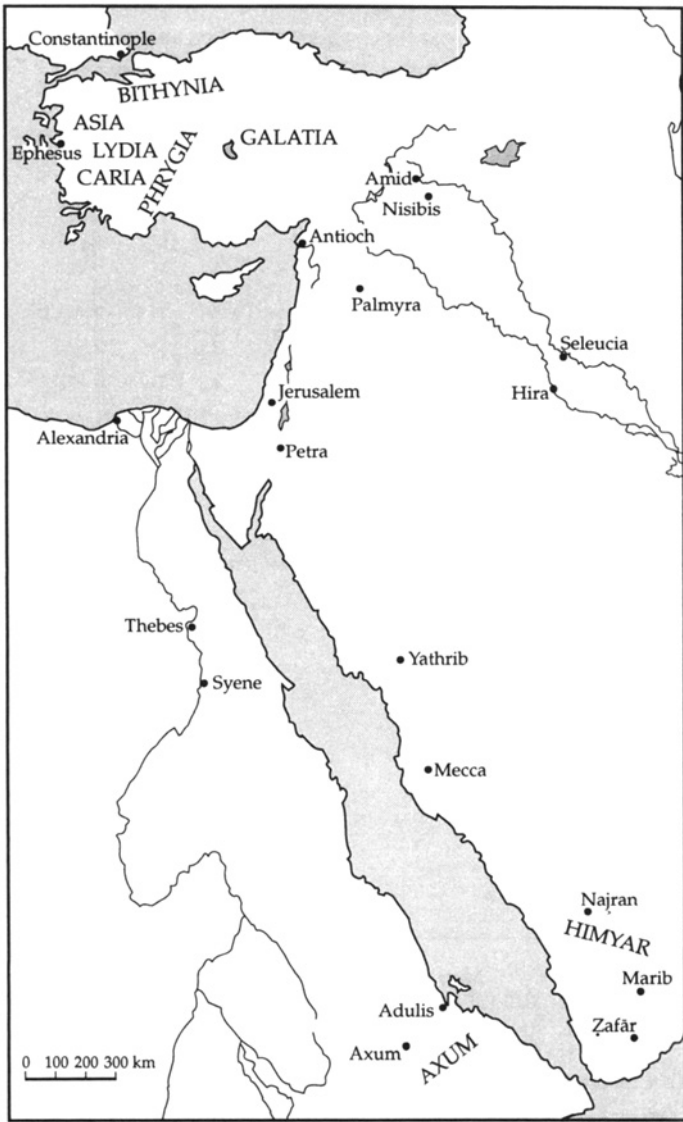 Constantinople
BITHYNIA
ASIA
GALATIA
Ephesus
LYDIA
PHRYGIA
CARIA
Amid
Nisibis
Antioch
Palmyra
Seleucia
Hira
Jerusalem
Alexandria
Petra
Thebes
Yathrib
Syene
Mecca
Najran
HIMYAR
Marib
Adulis
Ẓafār
Axum
AXUM
0 100 200 300 km